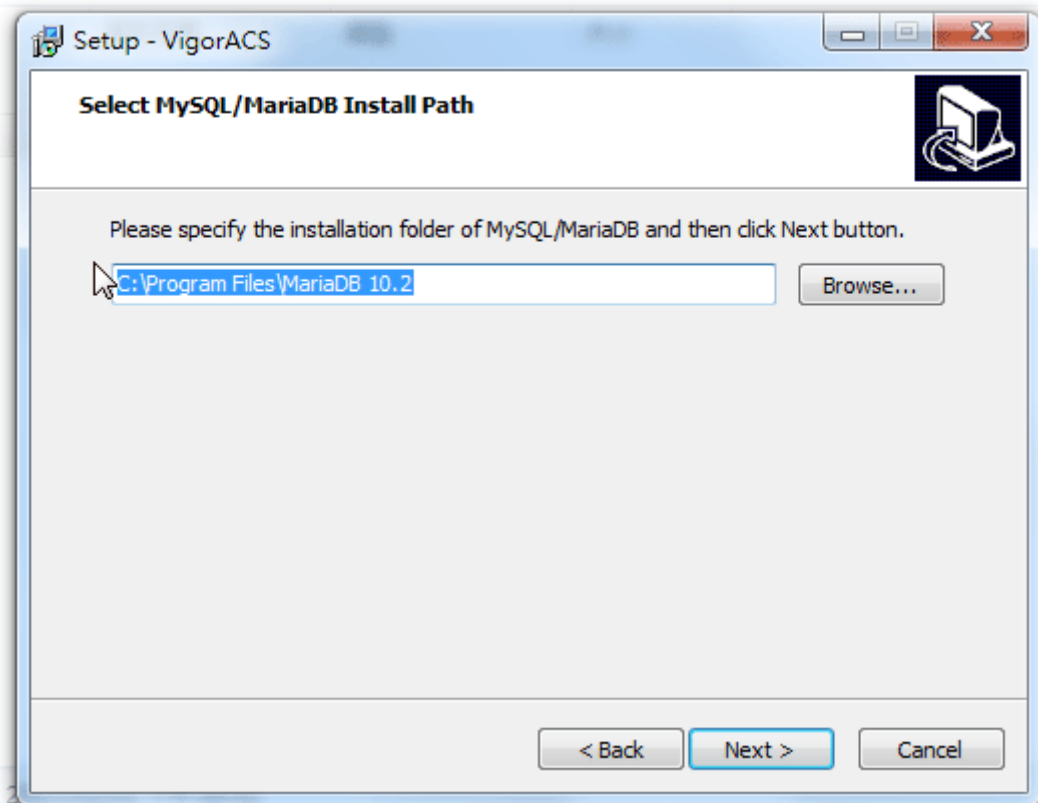 Setup - VigorACS
Select MySQL/MariaDB Install Path
Please specify the installation folder of MySQL/MariaDB and then click Next button.
C:\Program Files\MariaDB 10.2
Browse...
< Back
Next >
Cancel